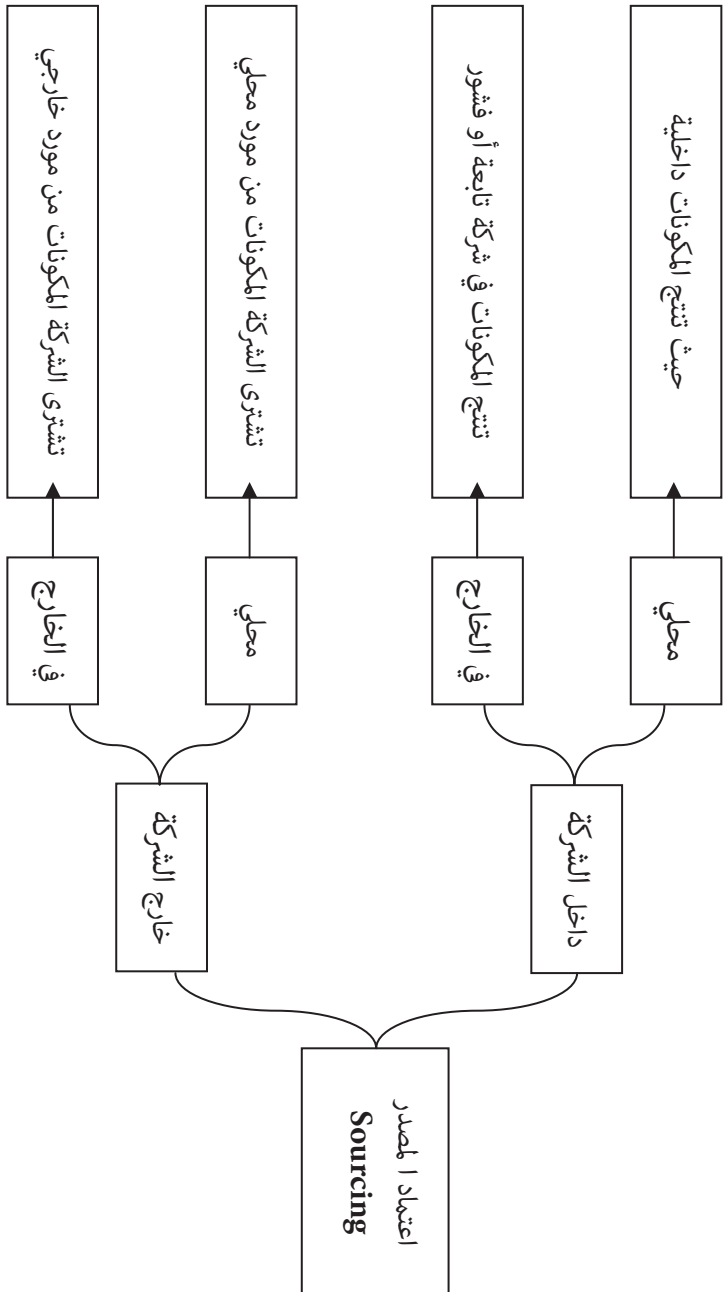 اعتماد المصدر
Sourcing
داخل الشركة
محلي
حيث تنتج المكونات داخلية
في الخارج
تنتج المكونات في شركة تابعة أو فشور
خارج الشركة
محلي
تشترى الشركة المكونات من مورد محلي
في الخارج
تشترى الشركة المكونات من مورد خارجي